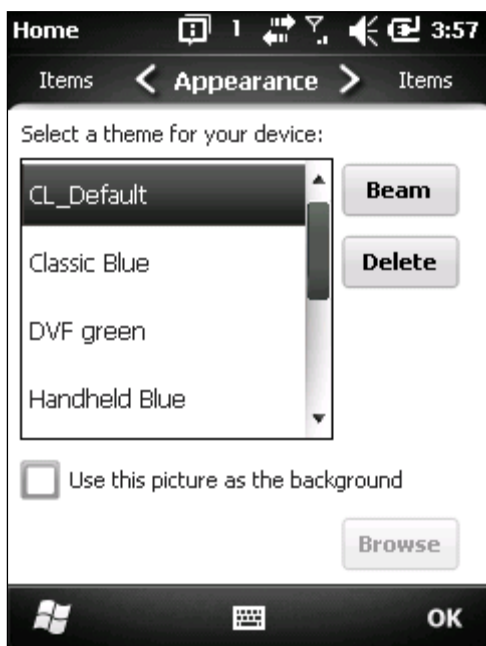 Home 1 3:57
Items < Appearance > Items
Select a theme for your device:
CL_Default
Beam
Classic Blue
Delete
DVF green
Handheld Blue
Use this picture as the background
Browse
OK